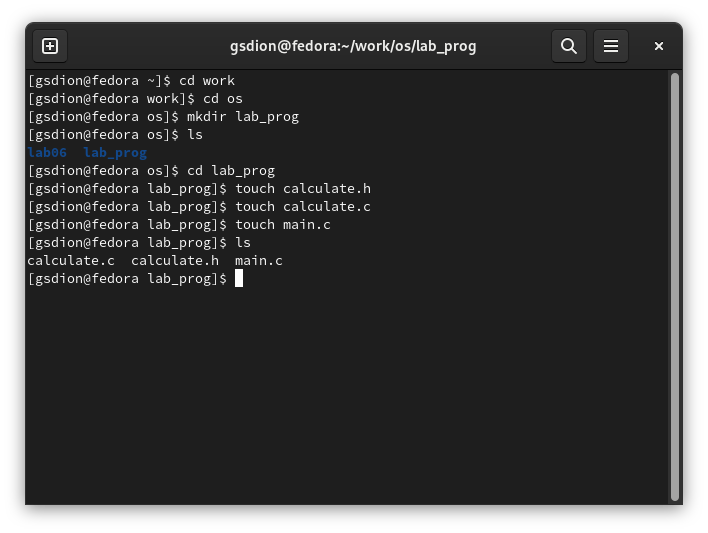 gsdion@fedora:~/work/os/lab_prog
[gsdion@fedora ~]$ cd work
[gsdion@fedora work]$ cd os
[gsdion@fedora os]$ mkdir lab_prog
[gsdion@fedora os]$ ls
lab06  lab_prog
[gsdion@fedora os]$ cd lab_prog
[gsdion@fedora lab_prog]$ touch calculate.h
[gsdion@fedora lab_prog]$ touch calculate.c
[gsdion@fedora lab_prog]$ touch main.c
[gsdion@fedora lab_prog]$ ls
calculate.c  calculate.h  main.c
[gsdion@fedora lab_prog]$